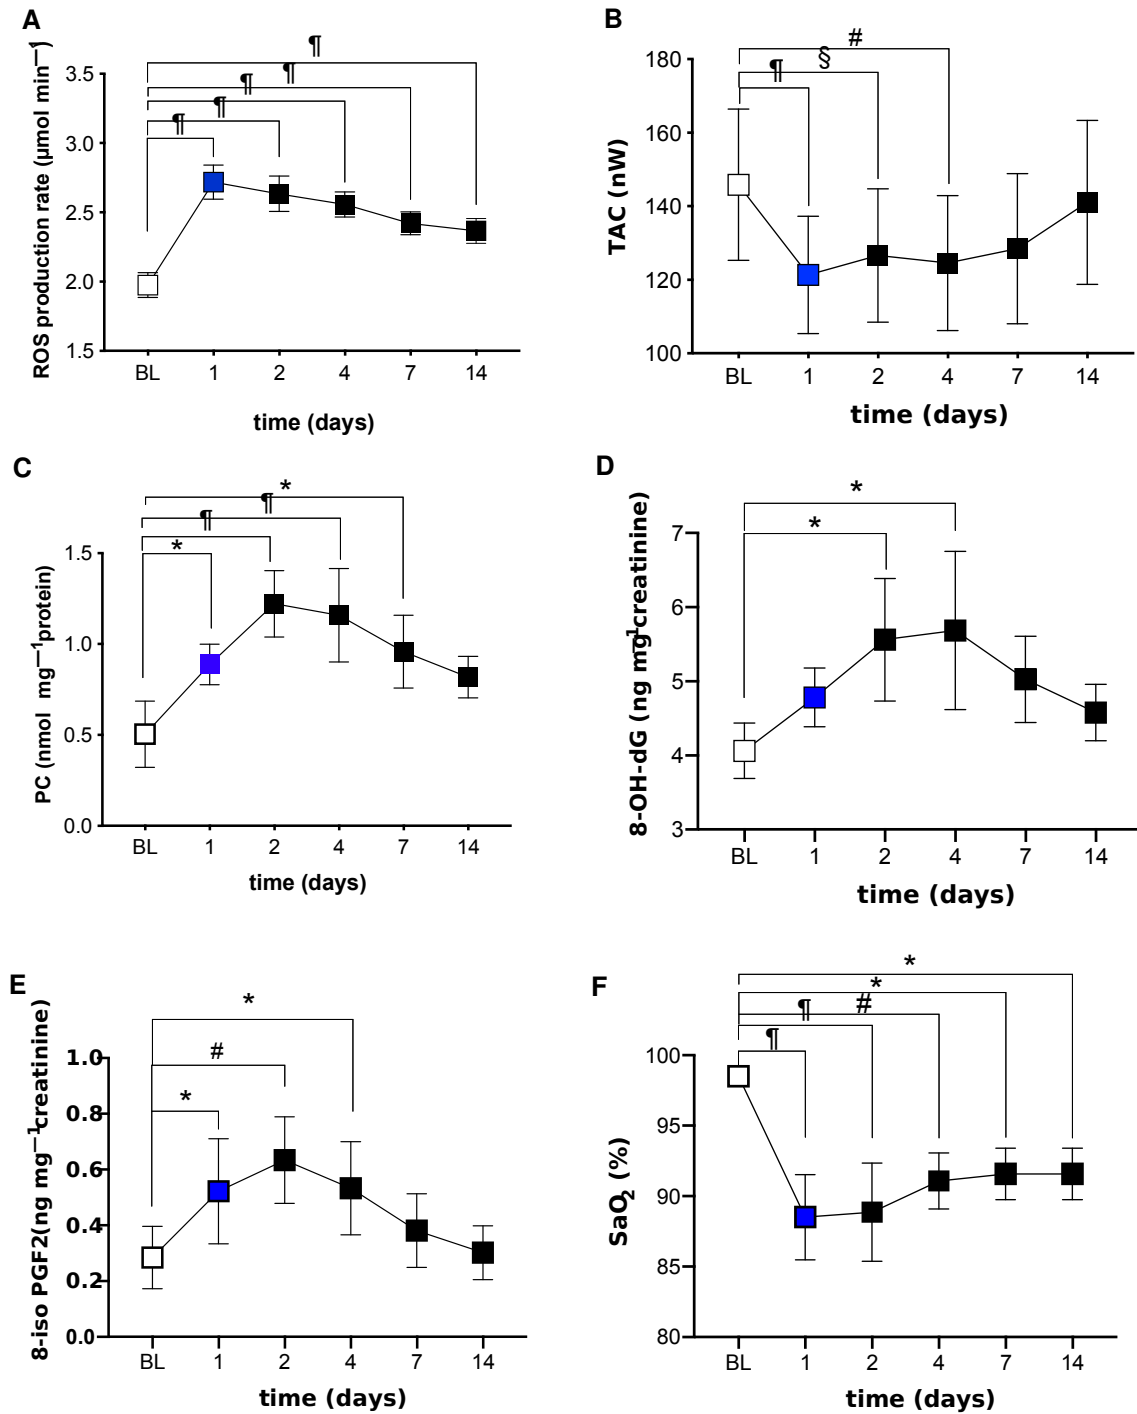 A
ROS production rate (µmol min—1)
¶
¶
¶
¶
¶
3.5
3.0
2.5
2.0
1.5
BL 1 2 4 7 14
time (days)
B
TAC (nW)
#
§
¶
180
160
140
120
100
BL 1 2 4 7 14
time (days)
C
PC (nmol mg—1protein)
*
¶
¶
*
1.5
1.0
0.5
0.0
BL 1 2 4 7 14
time (days)
D
8-OH-dG (ng mg-1creatinine)
*
*
7
6
5
4
3
BL 1 2 4 7 14
time (days)
E
8-iso PGF2(ng mg—1creatinine)
*
#
*
1.0
0.8
0.6
0.4
0.2
0.0
BL 1 2 4 7 14
time (days)
F
SaO2 (%)
*
*
#
¶
¶
100
95
90
85
80
BL 1 2 4 7 14
time (days)